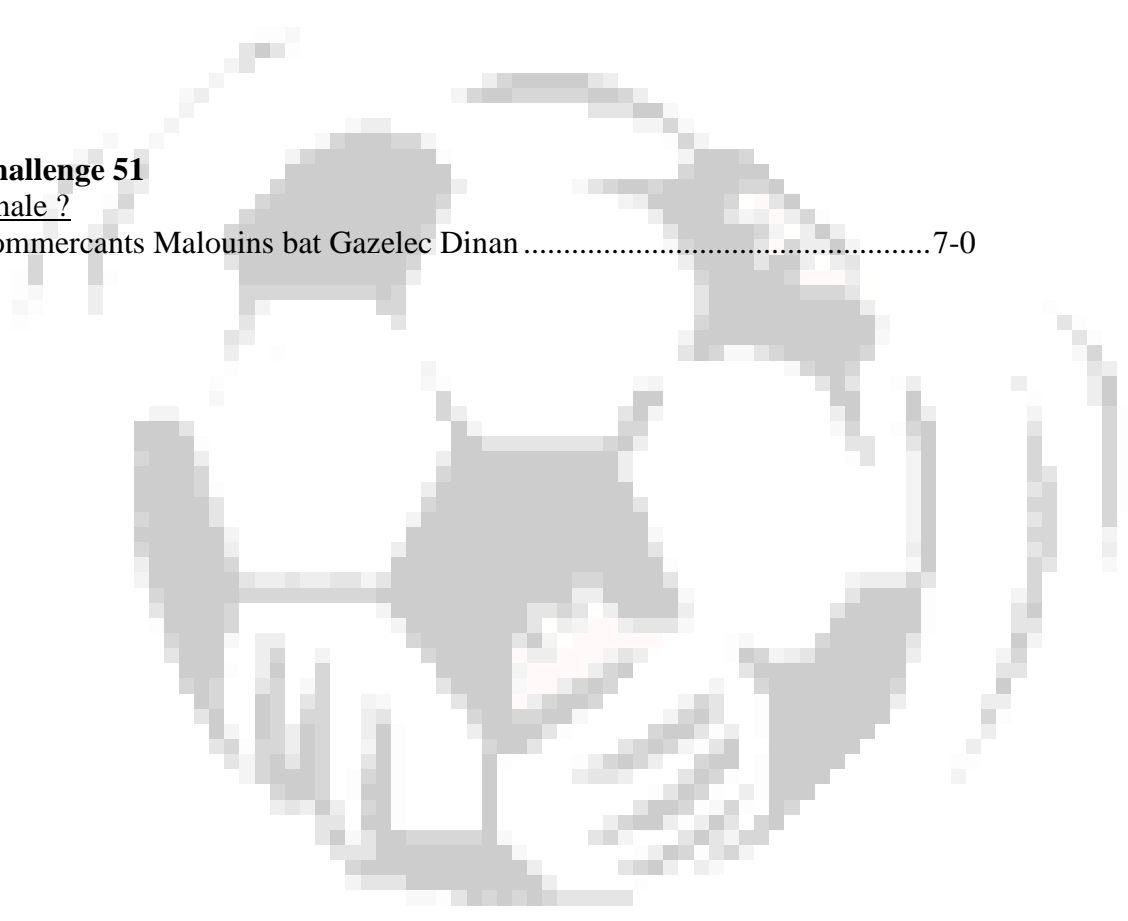 hallenge 51
nale ?
ommercants Malouins bat Gazelec Dinan...................................................7-0